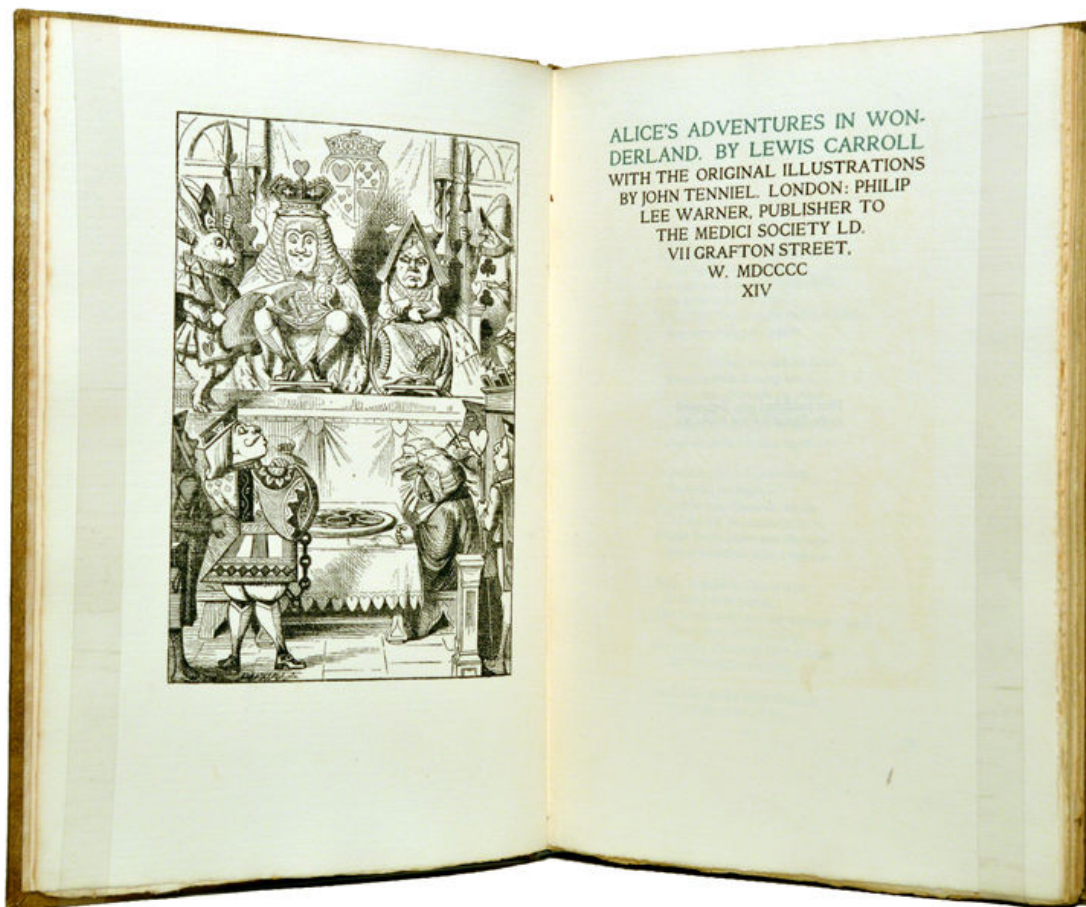 ALICE'S ADVENTURES IN WON-
DERLAND. BY LEWIS CARROLL
WITH THE ORIGINAL ILLUSTRATIONS
BY JOHN TENNIEL. LONDON: PHILIP
LEE WARNER, PUBLISHER TO
THE MEDICI SOCIETY LD.
VII GRAFTON STREET,
W. MDCCCC
XIV